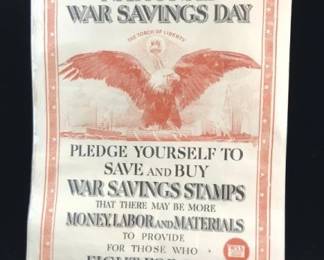 NATIONAL
WAR SAVINGS DAY
THE TORCH OF LIBERTY
PLEDGE YOURSELF TO
SAVE AND BUY
WAR SAVINGS STAMPS
THAT THERE MAY BE MORE
MONEY, LABOR AND MATERIALS
TO PROVIDE
FOR THOSE WHO